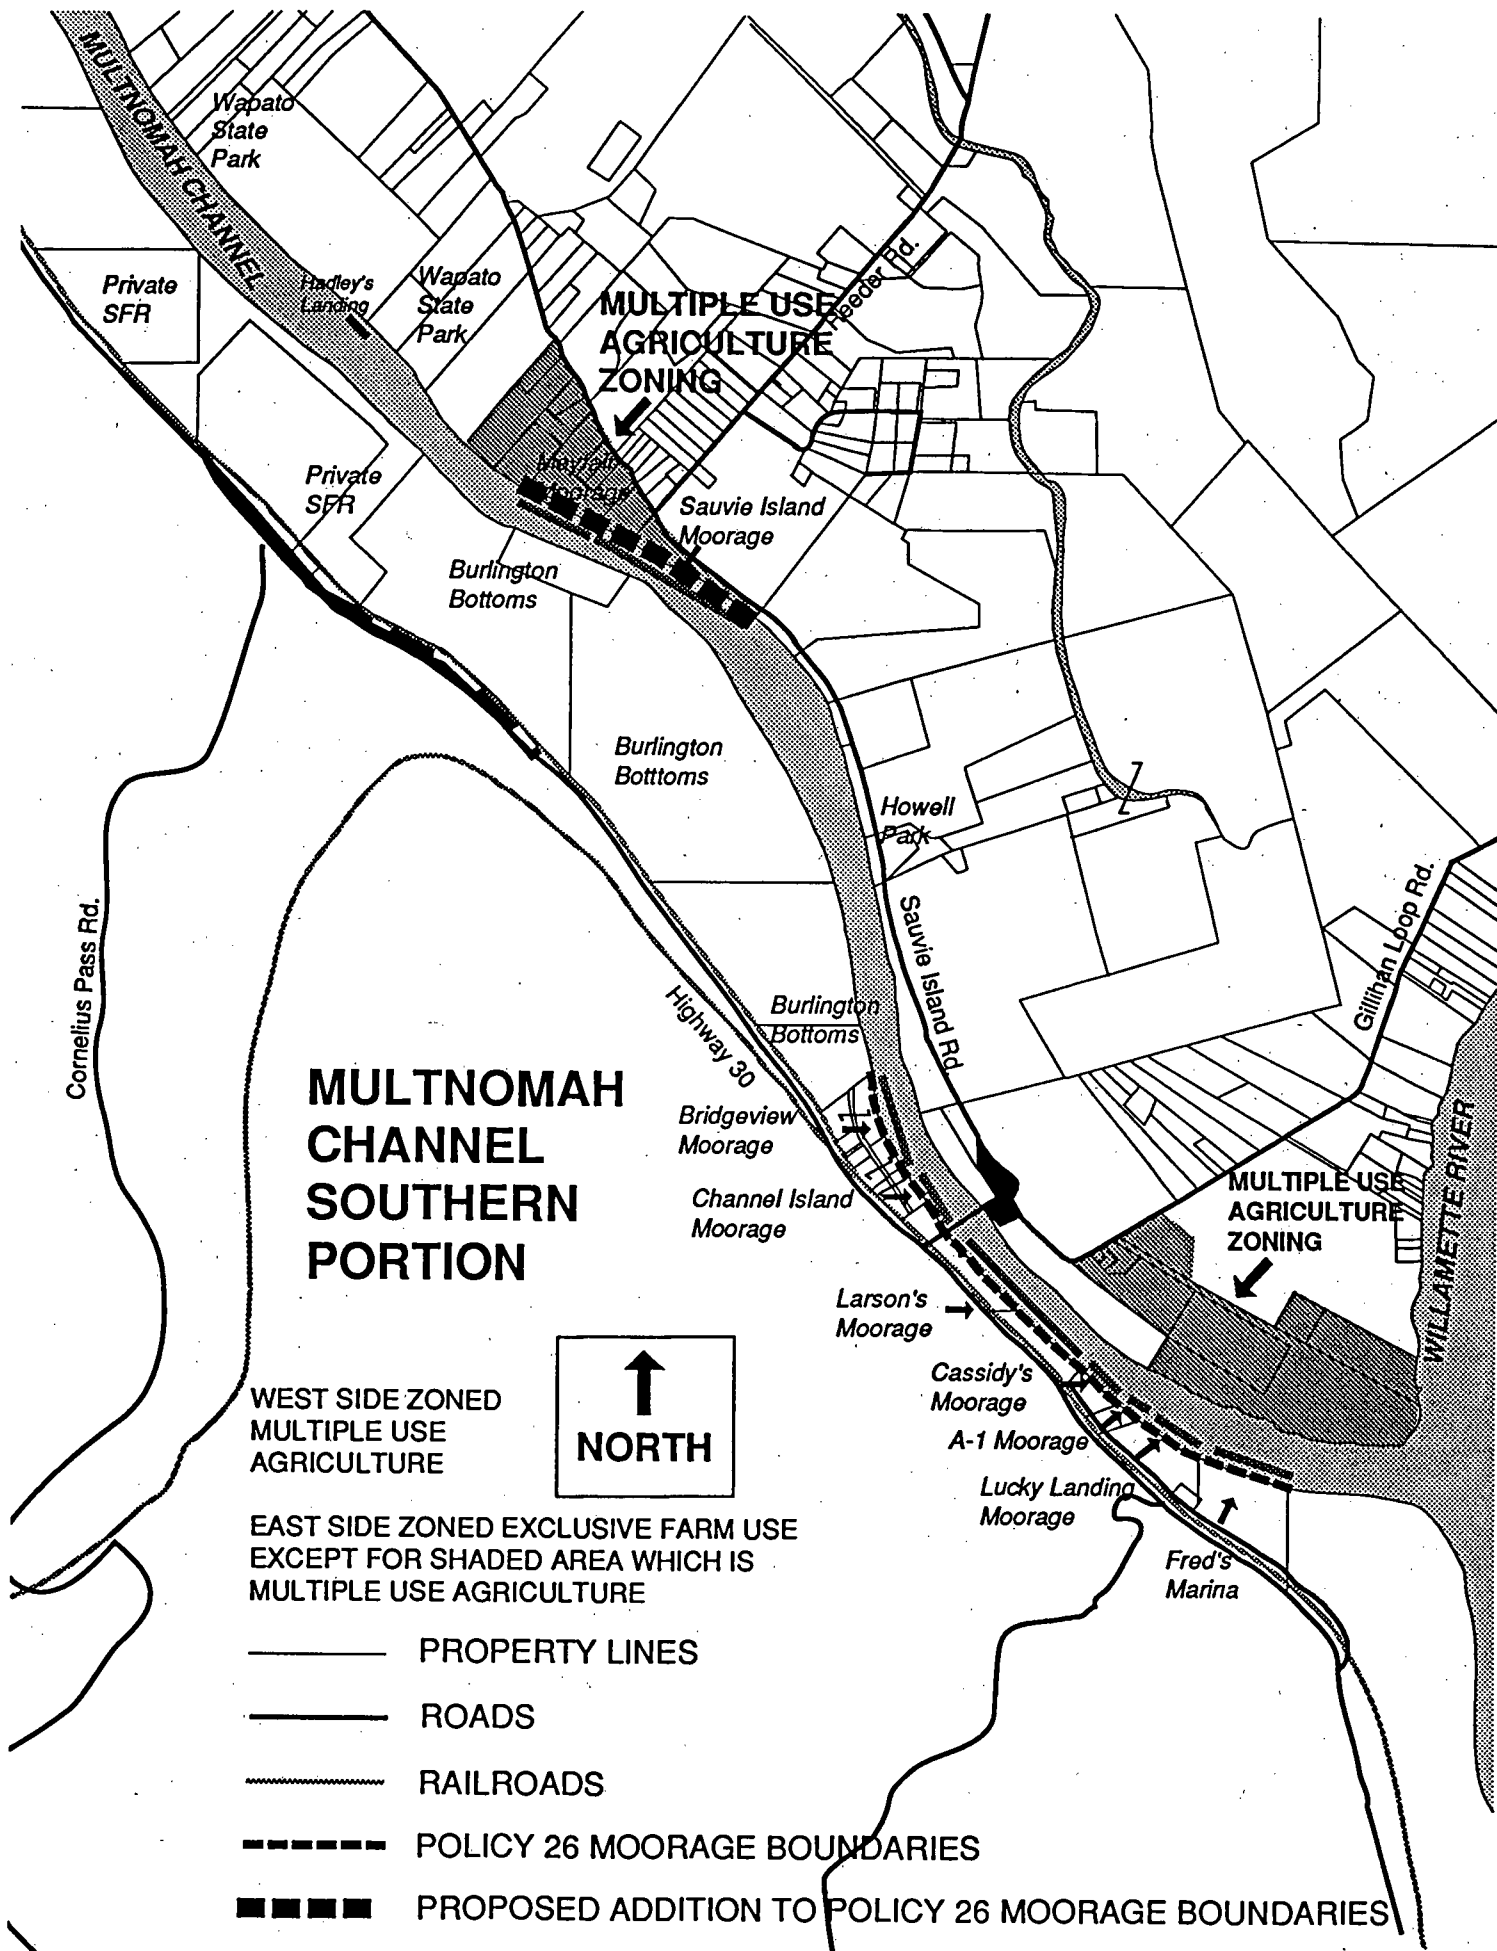 MULTNOMAH CHANNEL
Wapato
State
Park
Private
SFR
Hadley's
Landing
Wapato
State
Park
MULTIPLE USE
AGRICULTURE
ZONING
Reeder Rd.
Private
SFR
Moorage
Sauvie Island
Moorage
Burlington
Bottoms
Burlington
Botttoms
Howell
Park
Cornelius Pass Rd.
Sauvie Island Rd.
Gillihan Loop Rd.
Highway 30
Burlington
Bottoms
MULTNOMAH
CHANNEL
SOUTHERN
PORTION
Bridgeview
Moorage
Channel Island
Moorage
MULTIPLE USE
AGRICULTURE
ZONING
WILLAMETTE RIVER
Larson's
Moorage
Cassidy's
Moorage
A-1 Moorage
Lucky Landing
Moorage
Fred's
Marina
NORTH
WEST SIDE ZONED
MULTIPLE USE
AGRICULTURE
EAST SIDE ZONED EXCLUSIVE FARM USE
EXCEPT FOR SHADED AREA WHICH IS
MULTIPLE USE AGRICULTURE
PROPERTY LINES
ROADS
RAILROADS
POLICY 26 MOORAGE BOUNDARIES
PROPOSED ADDITION TO POLICY 26 MOORAGE BOUNDARIES